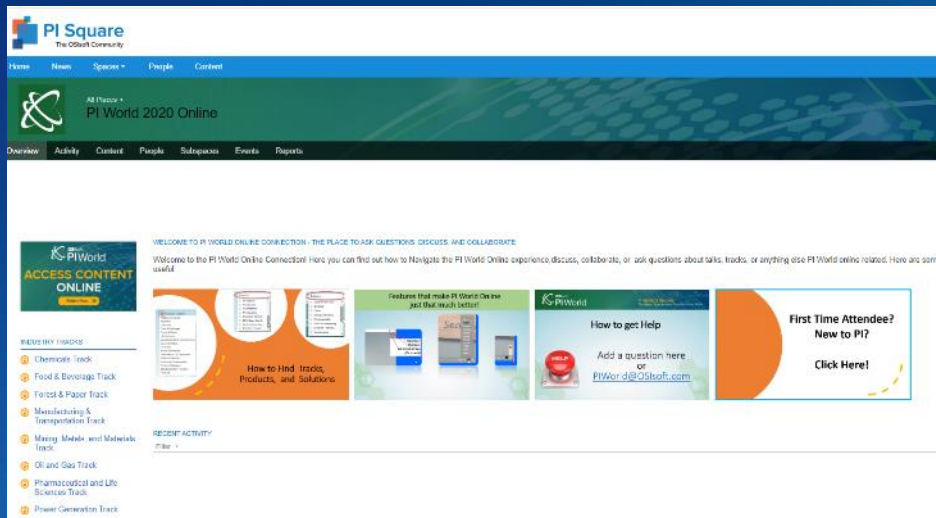 PI Square
The OSIsoft Community
Home News Spaces People Content
All Places
PI World 2020 Online
Overview Activity Content People Subspaces Events Reports
PIWorld
ACCESS CONTENT
ONLINE
WELCOME TO PI WORLD ONLINE CONNECTION - THE PLACE TO ASK QUESTIONS, DISCUSS, AND COLLABORATE
Welcome to the PI World Online Connection! Here you can find out how to Navigate the PI World Online experience, discuss, collaborate, or ask questions about talks, tracks, or anything else PI World online related. Here are
useful
How to Find Tracks,
Products, and Solutions
Features that make PI World Online
just that much better!
PIWorld
How to get Help
HELP
Add a question here
or
PIWorld@OSIsoft.com
First Time Attendee?
New to PI?
Click Here!
INDUSTRY TRACKS
Chemicals Track
Food & Beverage Track
Forest & Paper Track
Manufacturing &
Transportation Track
Mining, Metals, and Materials
Track
Oil and Gas Track
Pharmaceutical and Life
Sciences Track
Power Generation Track
RECENT ACTIVITY
Filter